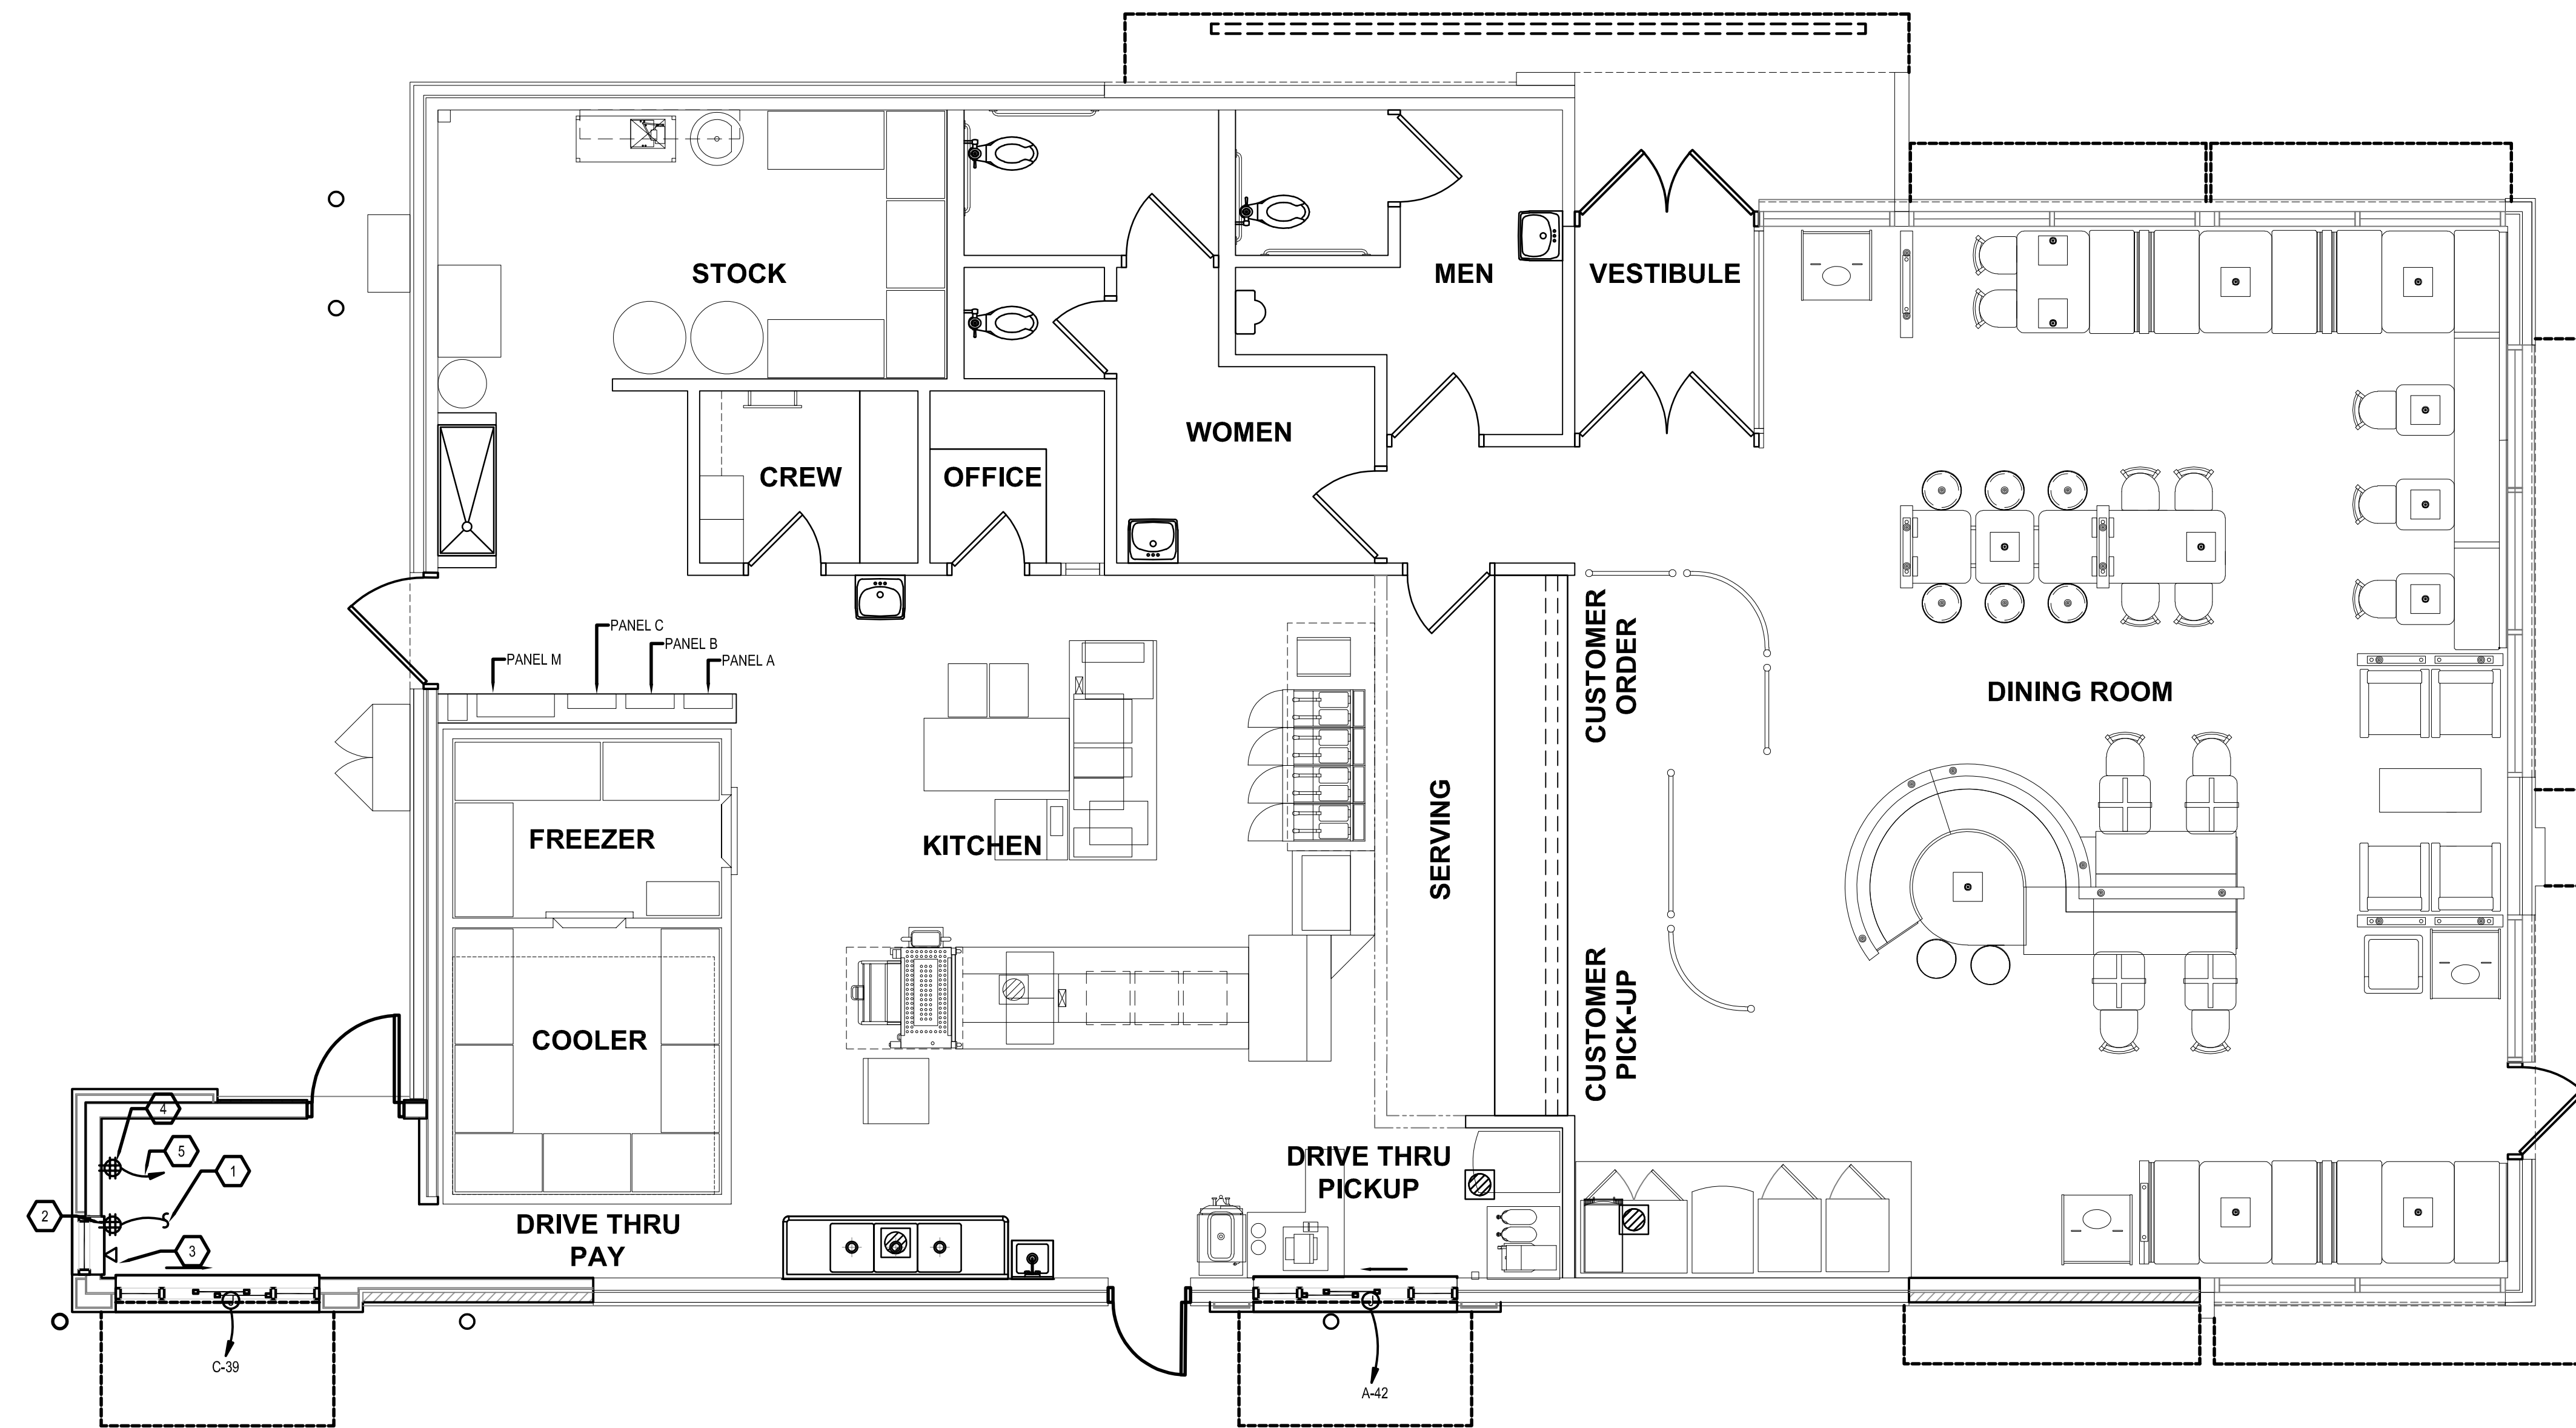 STOCK
MEN
VESTIBULE
WOMEN
CREW
OFFICE
PANEL C
PANEL B
PANEL M
PANEL A
CUSTOMER
ORDER
DINING ROOM
FREEZER
KITCHEN
SERVING
COOLER
CUSTOMER
PICK-UP
4
5
1
2
3
DRIVE THRU
PAY
DRIVE THRU
PICKUP
C-39
A-42